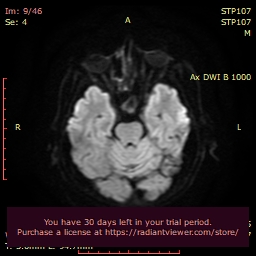 Im: 9/46
Se: 4
A
STP107
STP107
M
Ax DWI B 1000
R
L
You have 30 days left in your trial period.
Purchase a license at https://radiantviewer.com/store/